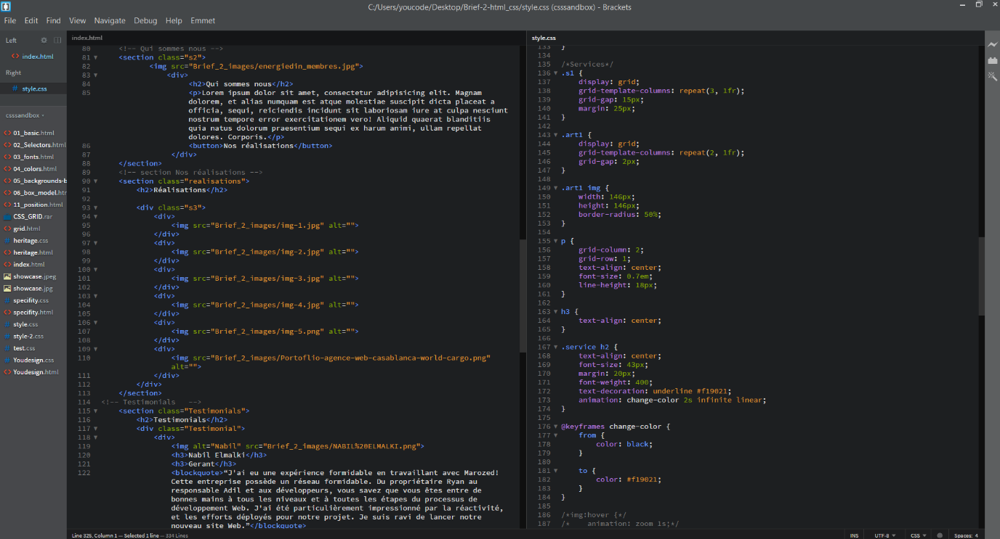 C:/Users/youcode/Desktop/Brief-2-html_css/style.css (csssandbox) - Brackets
File Edit Find View Navigate Debug Help Emmet
Left
index.html
Right
style.css
csssandbox
01_basic.html
02_Selectors.html
03_fonts.html
04_colors.html
05_backgrounds-b
06_box_model.htr
11_position.html
CSS_GRID.rar
grid.html
heritage.css
heritage.html
index.html
showcase.jpeg
showcase.jpg
specifity.css
specifity.html
style.css
style-2.css
test.css
Youdesign.css
Youdesign.html
index.html
80 <!-- Qui sommes nous -->
81 <section class="s2">
82 <img src="Brief_2_images/energiedin_membres.jpg">
83 <div>
84 <h2>Qui sommes nous</h2>
85 <p>Lorem ipsum dolor sit amet, consectetur adipisicing elit. Magnam
dolorem, et alias numquam est atque molestiae suscipit dicta placeat a
officia, sequi, reiciendis incidunt sit laboriosam iure at culpa nesciunt
nostrum tempore error exercitationem vero! Aliquid quaerat blanditiis
quia natus dolorum praesentium sequi ex harum animi, ullam repellat
dolores. Corporis.</p>
86 <button>Nos réalisations</button>
87 </div>
88 </section>
89 <!-- section Nos réalisations -->
90 <section class="realisations">
91 <h2>Réalisations</h2>
92
93 <div class="s3">
94 <div>
95 <img src="Brief_2_images/img-1.jpg" alt="">
96 </div>
97 <div>
98 <img src="Brief_2_images/img-2.jpg" alt="">
99 </div>
100 <div>
101 <img src="Brief_2_images/img-3.jpg" alt="">
102 </div>
103 <div>
104 <img src="Brief_2_images/img-4.jpg" alt="">
105 </div>
106 <div>
107 <img src="Brief_2_images/img-5.png" alt="">
108 </div>
109 <div>
110 <img src="Brief_2_images/Portoflio-agence-web-casablanca-world-cargo.png"
alt="">
111 </div>
112 </div>
113 </section>
114 <!-- Testimonials -->
115 <section class="Testimonials">
116 <h2>Testimonials</h2>
117 <div class="Testimonial">
118 <div>
119 <img alt="Nabil" src="Brief_2_images/NABIL%20ELMALKI.png">
120 <h3>Nabil Elmalki</h3>
121 <h3>Gerant</h3>
122 <blockquote>“J'ai eu une expérience formidable en travaillant avec Marozed!
Cette entreprise possède un réseau formidable. Du propriétaire Ryan au
responsable Adil et aux développeurs, vous savez que vous êtes entre de
bonnes mains à tous les niveaux et à toutes les étapes du processus de
développement Web. J'ai été particulièrement impressionné par la réactivité,
et les efforts déployés pour notre projet. Je suis ravi de lancer notre
nouveau site Web.”</blockquote>
style.css
133 }
134
135 /*Services*/
136 .s1 {
137 display: grid;
138 grid-template-columns: repeat(3, 1fr);
139 grid-gap: 15px;
140 margin: 25px;
141 }
142
143 .art1 {
144 display: grid;
145 grid-template-columns: repeat(2, 1fr);
146 grid-gap: 2px;
147 }
148
149 .art1 img {
150 width: 146px;
151 height: 146px;
152 border-radius: 50%;
153 }
154
155 p {
156 grid-column: 2;
157 grid-row: 1;
158 text-align: center;
159 font-size: 0.7em;
160 line-height: 18px;
161 }
162
163 h3 {
164 text-align: center;
165 }
166
167 .service h2 {
168 text-align: center;
169 font-size: 43px;
170 margin: 20px;
171 font-weight: 400;
172 text-decoration: underline #f19021;
173 animation: change-color 2s infinite linear;
174 }
175
176 @keyframes change-color {
177 from {
178 color: black;
179 }
180
181 to {
182 color: #f19021;
183 }
184 }
185
186 /*img:hover {*/
187 /* animation: zoom 1s;*/
Line 325, Column 1 — Selected 1 line — 334 Lines
INS UTF-8 CSS Spaces: 4